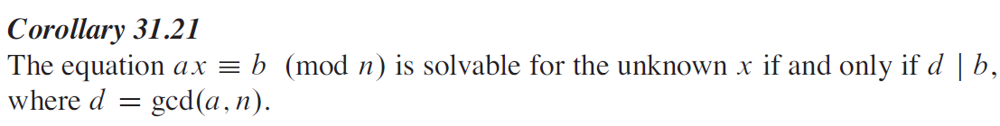 Corollary 31.21
The equation ax ≡ b (mod n) is solvable for the unknown x if and only if d | b,
where d = gcd(a, n).